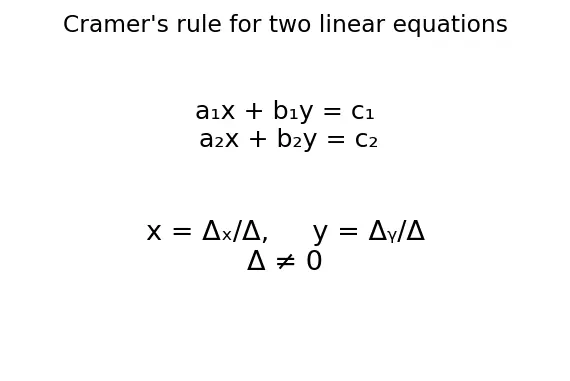 Cramer's rule for two linear equations
a₁x + b₁y = c₁
a₂x + b₂y = c₂
x = Δₓ/Δ, y = Δᵧ/Δ
Δ ≠ 0